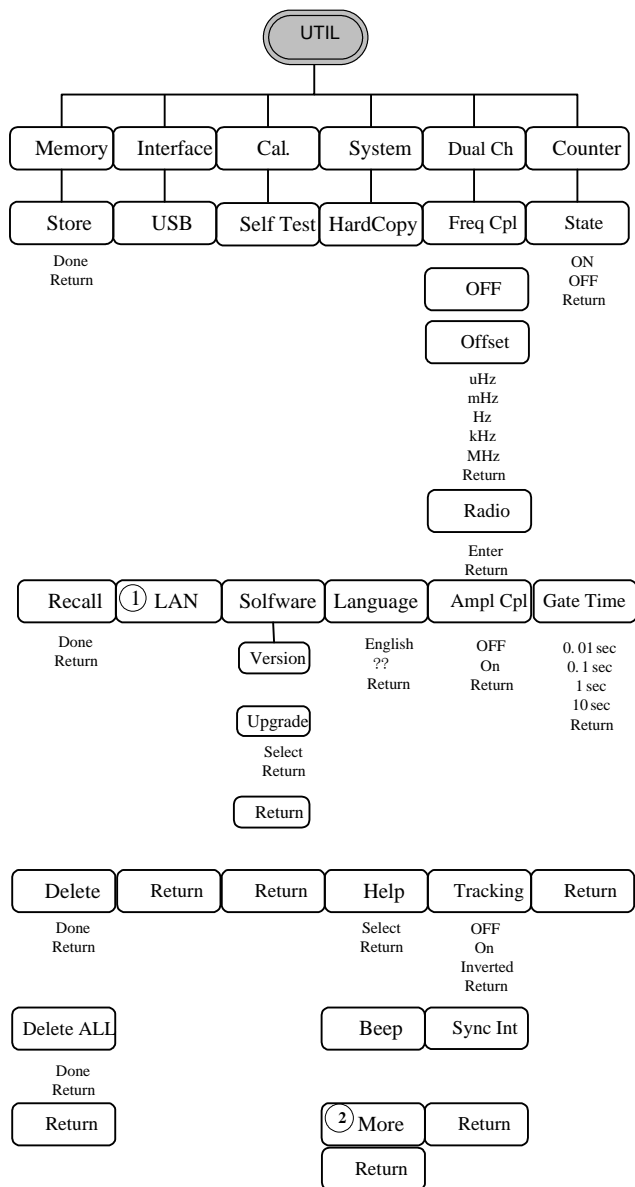 UTIL
Memory Interface Cal. System Dual Ch Counter
Store USB Self Test HardCopy Freq Cpl State
Done
Return
ON
OFF
Return
OFF
Offset
uHz
mHz
Hz
kHz
MHz
Return
Radio
Enter
Return
Recall 1 LAN Solfware Language Ampl Cpl Gate Time
Done
Return
Version
Upgrade
Select
Return
Return
English
??
Return
OFF
On
Return
0. 01 sec
0. 1 sec
1 sec
10 sec
Return
Delete Return Return Help Tracking Return
Done
Return
Select
Return
OFF
On
Inverted
Return
Delete ALL Beep Sync Int
Done
Return
Return 2 More Return
Return